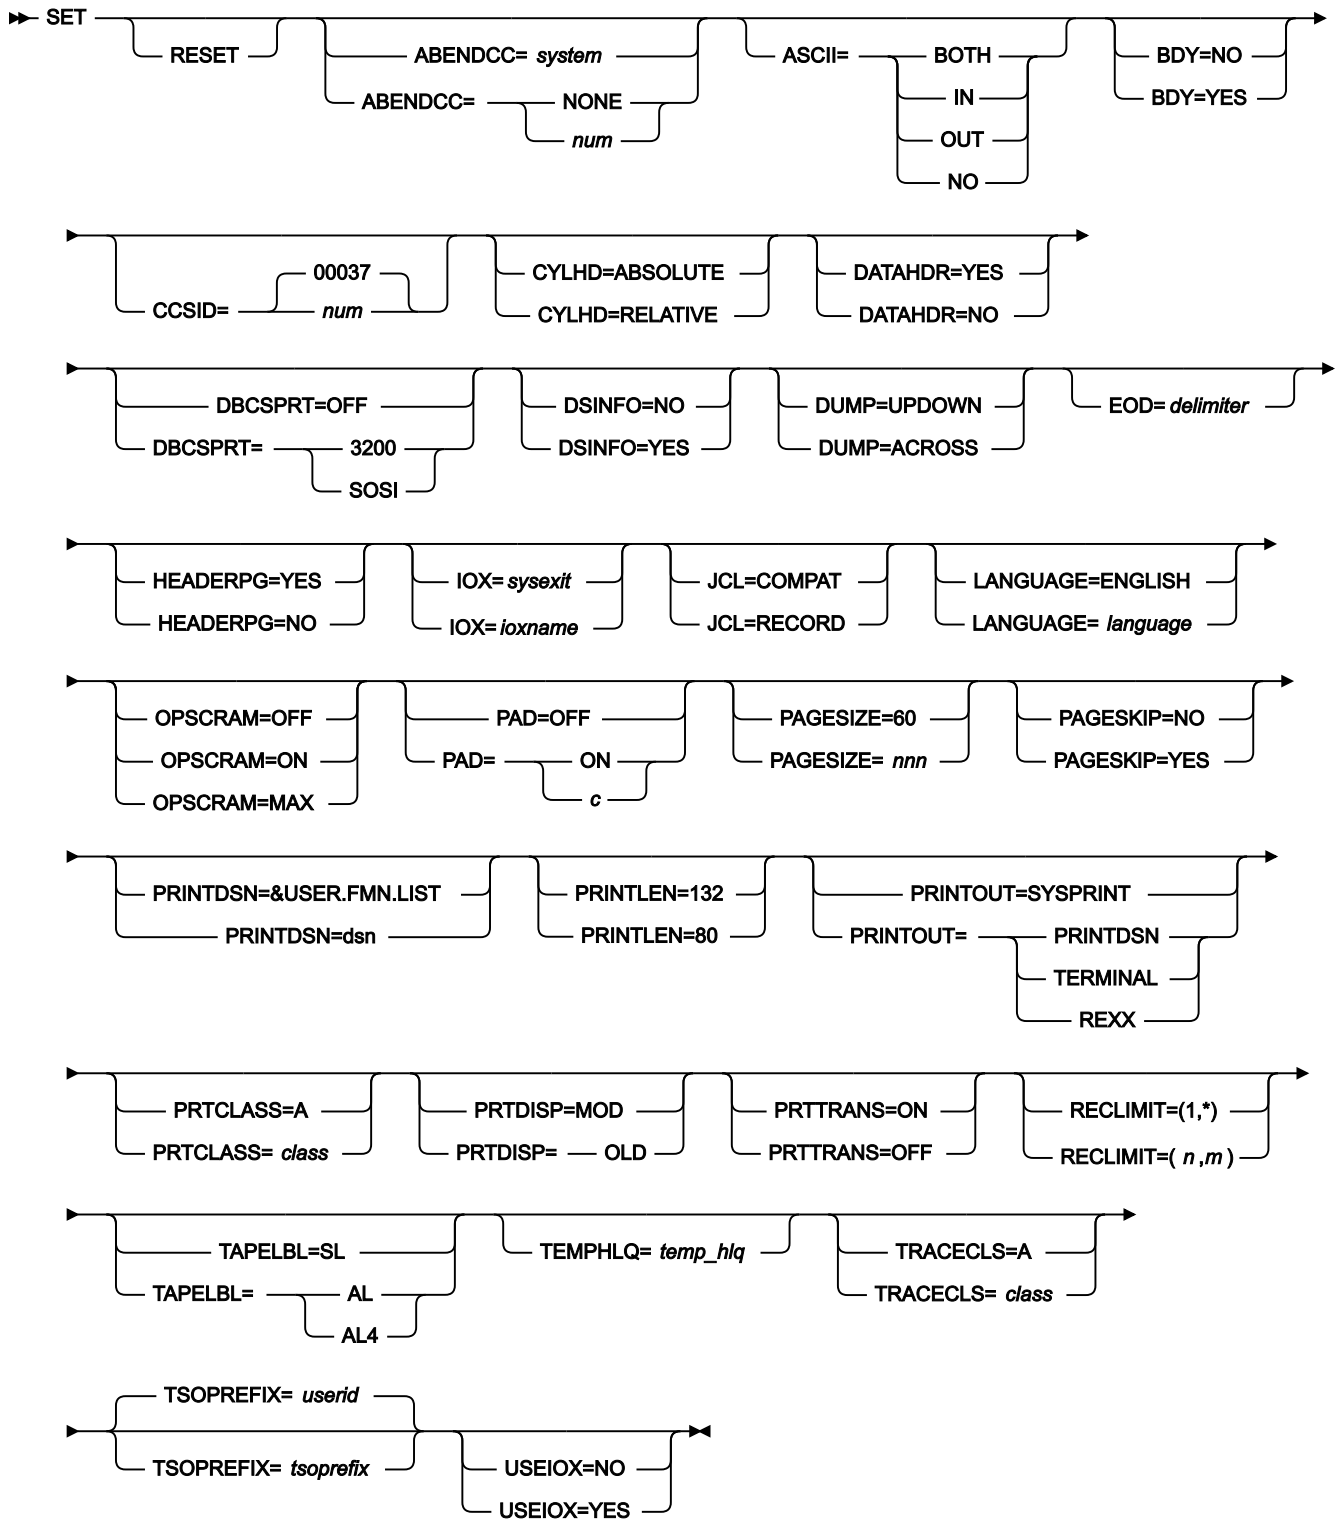 SET
RESET ABENDCC= system ASCII= BOTH BDY=NO
ABENDCC= NONE IN BDY=YES
num OUT
NO
00037 CYLHD=ABSOLUTE DATAHDR=YES
CCSID= num CYLHD=RELATIVE DATAHDR=NO
DBCSPRT=OFF DSINFO=NO DUMP=UPDOWN EOD= delimiter
DBCSPRT= 3200 DSINFO=YES DUMP=ACROSS
SOSI
HEADERPG=YES IOX= sysexit JCL=COMPAT LANGUAGE=ENGLISH
HEADERPG=NO IOX= ioxname JCL=RECORD LANGUAGE= language
OPSCRAM=OFF PAD=OFF PAGESIZE=60 PAGESKIP=NO
OPSCRAM=ON PAD= ON PAGESIZE= nnn PAGESKIP=YES
OPSCRAM=MAX c
PRINTDSN=&USER.FMN.LIST PRINTLEN=132 PRINTOUT=SYSPRINT
PRINTDSN=dsn PRINTLEN=80 PRINTOUT= PRINTDSN
TERMINAL
REXX
PRTCLASS=A PRTDISP=MOD PRTTRANS=ON RECLIMIT=(1,*)
PRTCLASS= class PRTDISP= OLD PRTTRANS=OFF RECLIMIT=( n ,m )
TAPELBL=SL TEMPHLQ= temp_hlq TRACECLS=A
TAPELBL= AL TRACECLS= class
AL4
TSOPREFIX= userid
TSOPREFIX= tsoprefix USEIOX=NO
USEIOX=YES